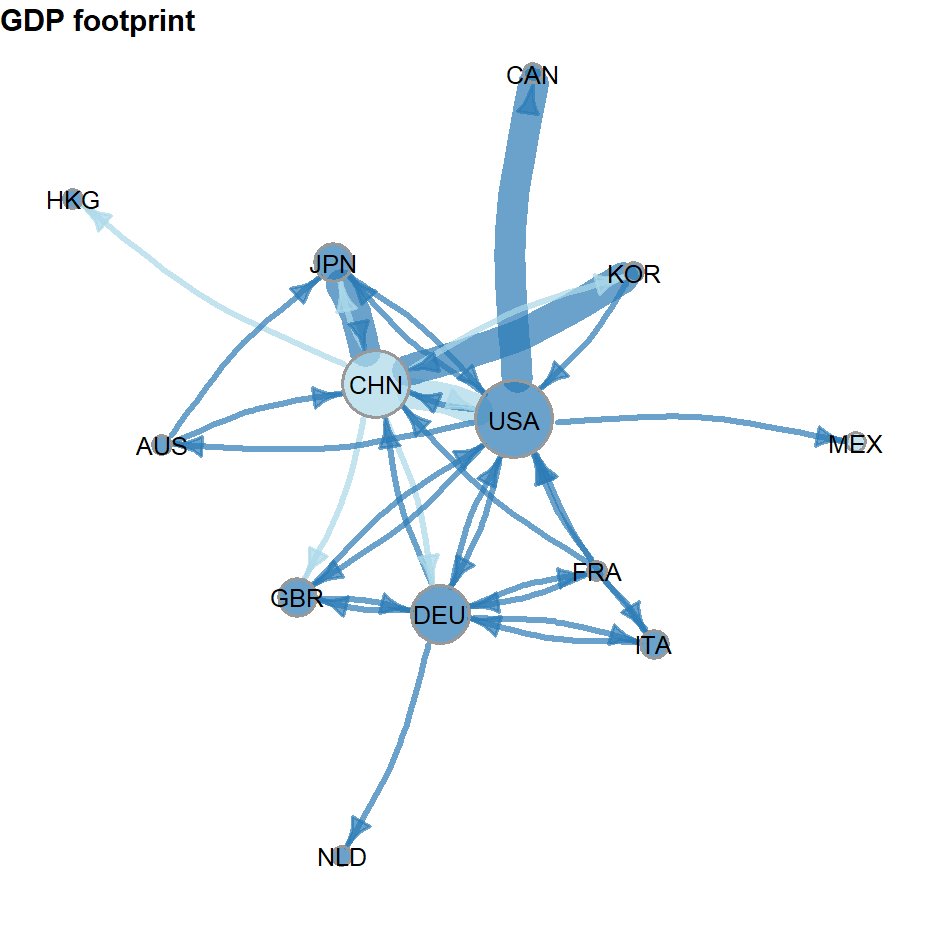 GDP footprint
CAN
HKG
JPN
KOR
CHN
USA
AUS
MEX
FRA
GBR
DEU
ITA
NLD